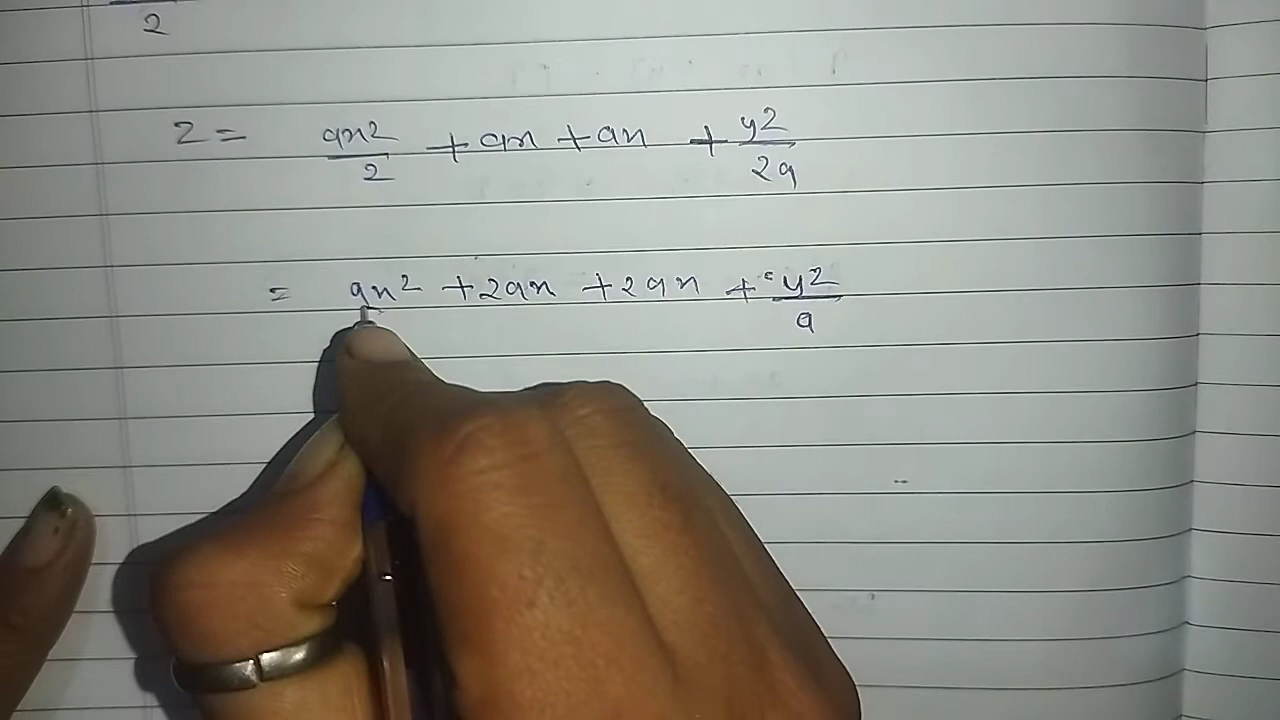 2
z = ax²/2 + ax + ax + y²/2a
= ax² + 2ax + 2ax + y²/a